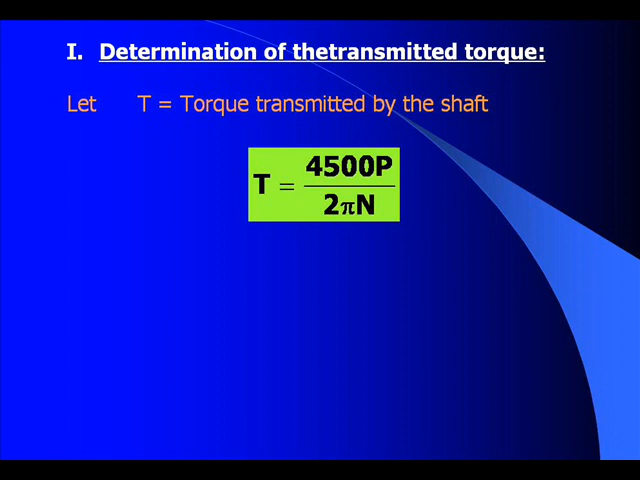 I. Determination of thetransmitted torque:
Let T = Torque transmitted by the shaft
T = 4500P / 2πN